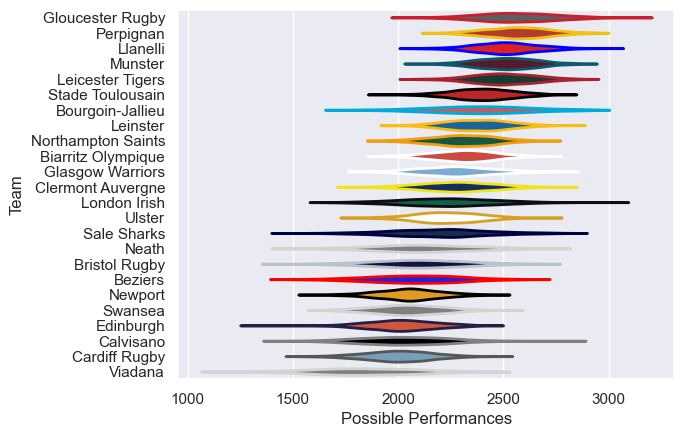 Gloucester Rugby
Perpignan
Llanelli
Munster
Leicester Tigers
Stade Toulousain
Bourgoin-Jallieu
Leinster
Northampton Saints
Biarritz Olympique
Glasgow Warriors
Clermont Auvergne
London Irish
Ulster
Sale Sharks
Neath
Bristol Rugby
Beziers
Newport
Swansea
Edinburgh
Calvisano
Cardiff Rugby
Viadana
Team
1000 1500 2000 2500 3000
Possible Performances